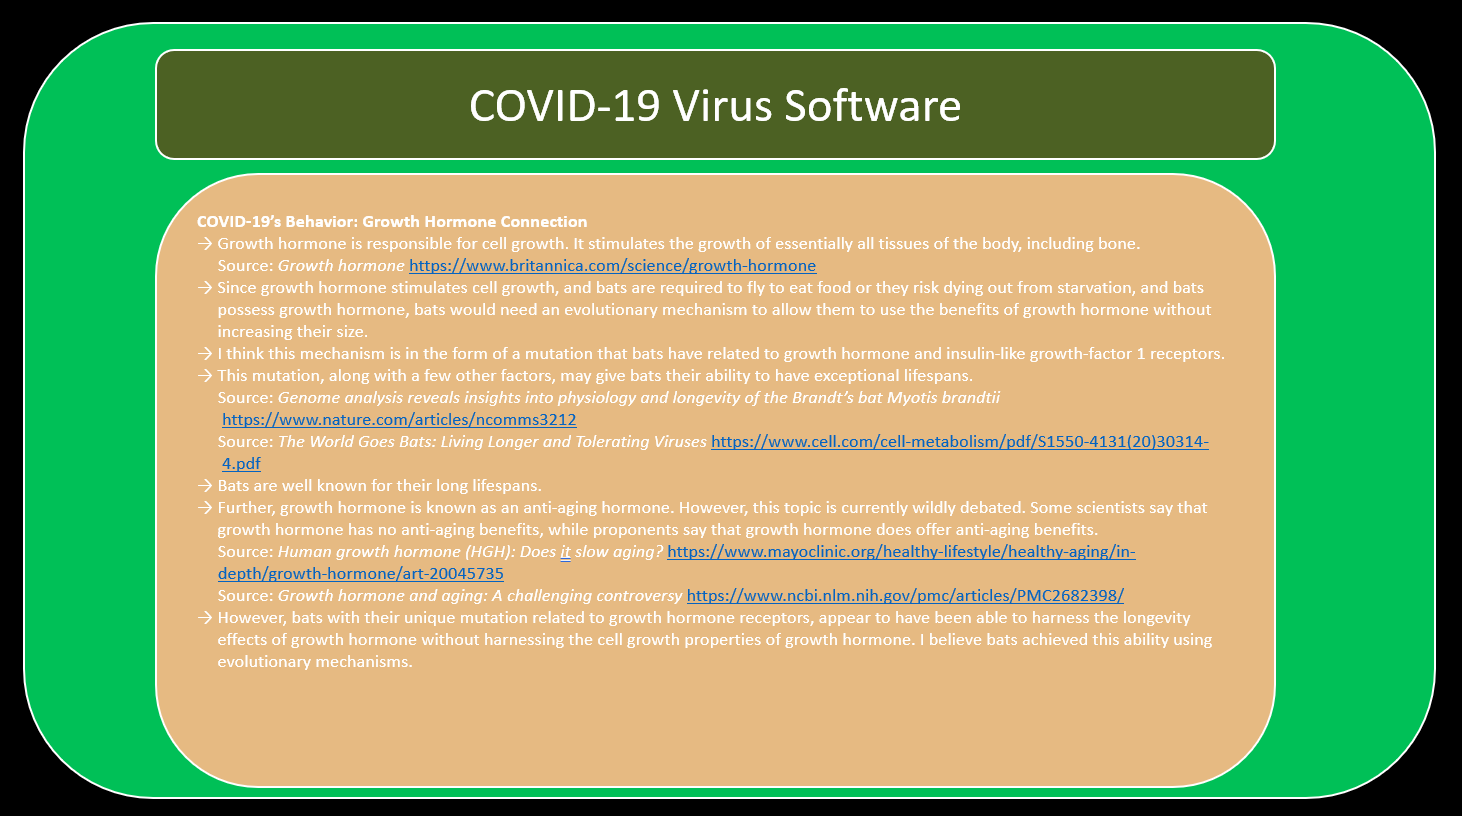 COVID-19 Virus Software
COVID-19’s Behavior: Growth Hormone Connection
→ Growth hormone is responsible for cell growth. It stimulates the growth of essentially all tissues of the body, including bone.
Source: Growth hormone https://www.britannica.com/science/growth-hormone
→ Since growth hormone stimulates cell growth, and bats are required to fly to eat food or they risk dying out from starvation, and bats
possess growth hormone, bats would need an evolutionary mechanism to allow them to use the benefits of growth hormone without
increasing their size.
→ I think this mechanism is in the form of a mutation that bats have related to growth hormone and insulin-like growth-factor 1 receptors.
→ This mutation, along with a few other factors, may give bats their ability to have exceptional lifespans.
Source: Genome analysis reveals insights into physiology and longevity of the Brandt’s bat Myotis brandtii
https://www.nature.com/articles/ncomms3212
Source: The World Goes Bats: Living Longer and Tolerating Viruses https://www.cell.com/cell-metabolism/pdf/S1550-4131(20)30314-
4.pdf
→ Bats are well known for their long lifespans.
→ Further, growth hormone is known as an anti-aging hormone. However, this topic is currently wildly debated. Some scientists say that
growth hormone has no anti-aging benefits, while proponents say that growth hormone does offer anti-aging benefits.
Source: Human growth hormone (HGH): Does it slow aging? https://www.mayoclinic.org/healthy-lifestyle/healthy-aging/in-
depth/growth-hormone/art-20045735
Source: Growth hormone and aging: A challenging controversy https://www.ncbi.nlm.nih.gov/pmc/articles/PMC2682398/
→ However, bats with their unique mutation related to growth hormone receptors, appear to have been able to harness the longevity
effects of growth hormone without harnessing the cell growth properties of growth hormone. I believe bats achieved this ability using
evolutionary mechanisms.